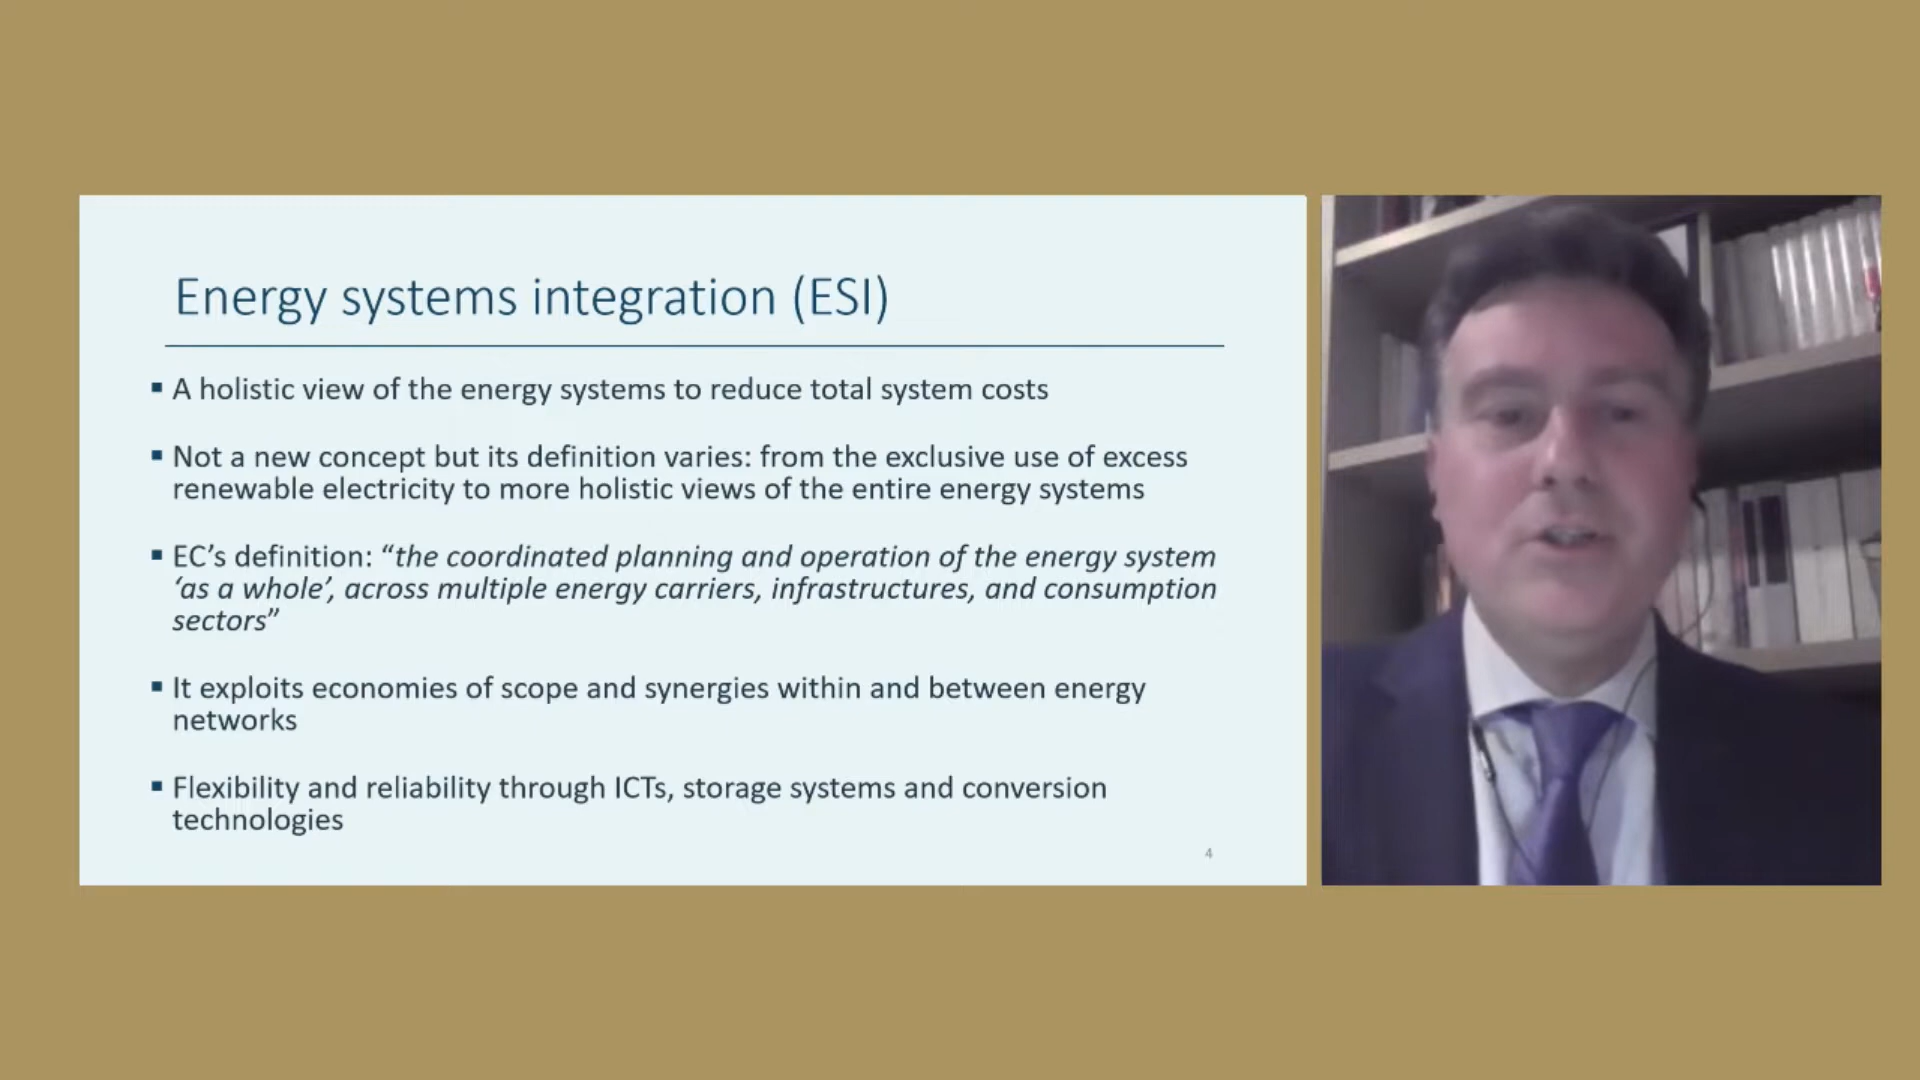 Energy systems integration (ESI)
▪ A holistic view of the energy systems to reduce total system costs
▪ Not a new concept but its definition varies: from the exclusive use of excess
renewable electricity to more holistic views of the entire energy systems
▪ EC’s definition: “the coordinated planning and operation of the energy system
‘as a whole’, across multiple energy carriers, infrastructures, and consumption
sectors”
▪ It exploits economies of scope and synergies within and between energy
networks
▪ Flexibility and reliability through ICTs, storage systems and conversion
technologies
4